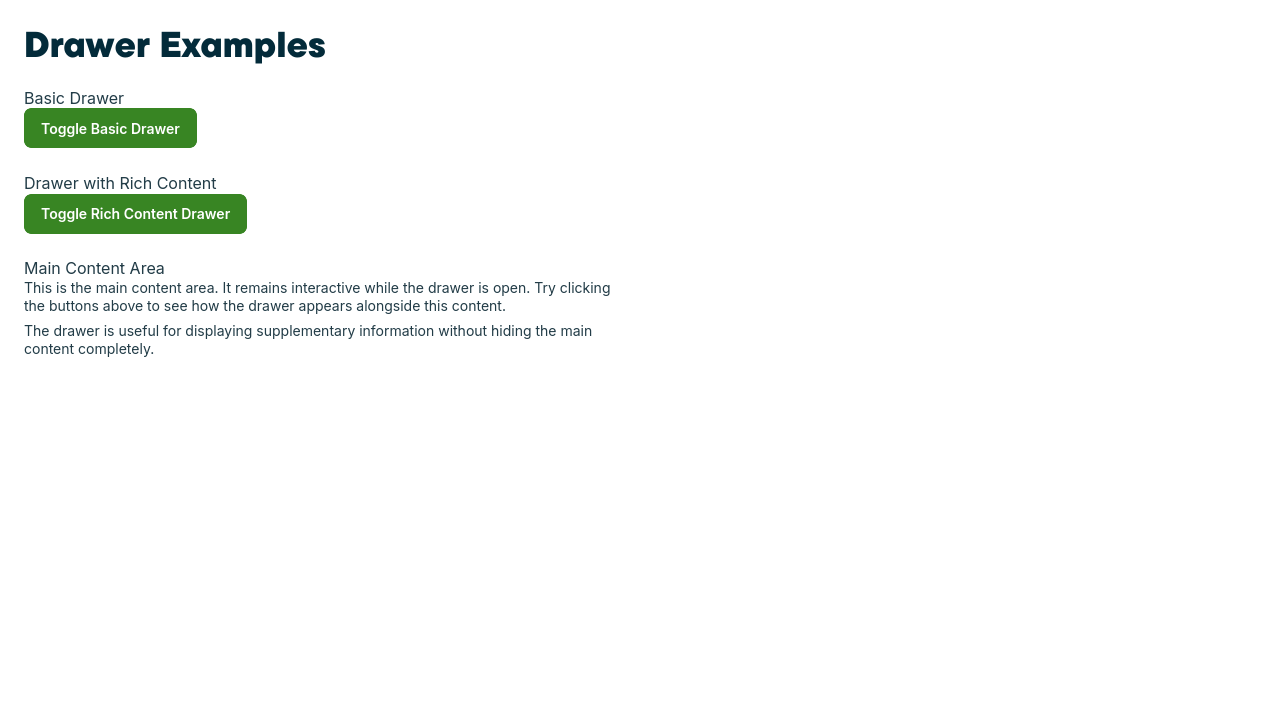 Drawer Examples
Basic Drawer
Toggle Basic Drawer
Drawer with Rich Content
Toggle Rich Content Drawer
Main Content Area
This is the main content area. It remains interactive while the drawer is open. Try clicking
the buttons above to see how the drawer appears alongside this content.
The drawer is useful for displaying supplementary information without hiding the main
content completely.